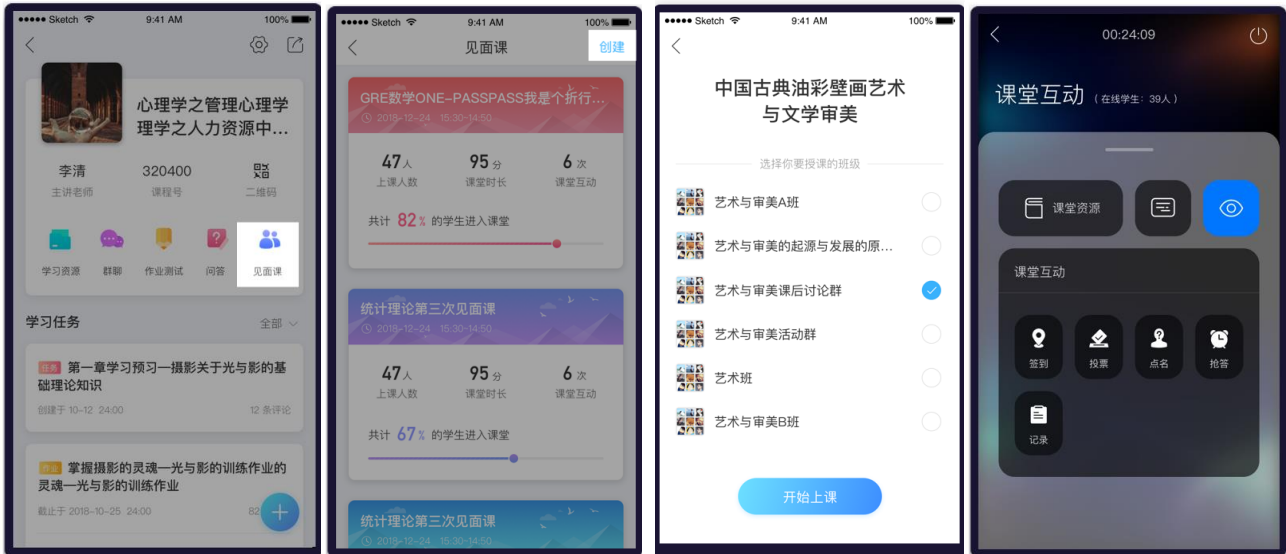 Sketch 9:41 AM 100%
心理学之管理心理学
理学之人力资源中...
李清 320400
主讲老师 课程号 二维码
学习资源 群聊 作业测试 问答 见面课
学习任务 全部
任务 第一章学习预习—摄影关于光与影的基
础理论知识
创建于 10-12 24:00 12 条评论
作业 掌握摄影的灵魂—光与影的训练作业的
灵魂—光与影的训练作业
截止于 2018-10-25 24:00 82
Sketch 9:41 AM 100%
见面课 创建
GRE数学ONE-PASSPASS我是个折行...
2018-12-24 15:30-14:50
47人 95分 6次
上课人数 课堂时长 课堂互动
共计 82% 的学生进入课堂
统计理论第三次见面课
2018-12-24 15:30-14:50
47人 95分 6次
上课人数 课堂时长 课堂互动
共计 67% 的学生进入课堂
统计理论第三次见面课
2018-12-24 15:30-14:50
Sketch 9:41 AM 100%
中国古典油彩壁画艺术
与文学审美
选择你要授课的班级
艺术与审美A班
艺术与审美的起源与发展的原...
艺术与审美课后讨论群
艺术与审美活动群
艺术班
艺术与审美B班
开始上课
00:24:09
课堂互动 (在线学生: 39人)
课堂资源
课堂互动
签到 投票 点名 抢答
记录